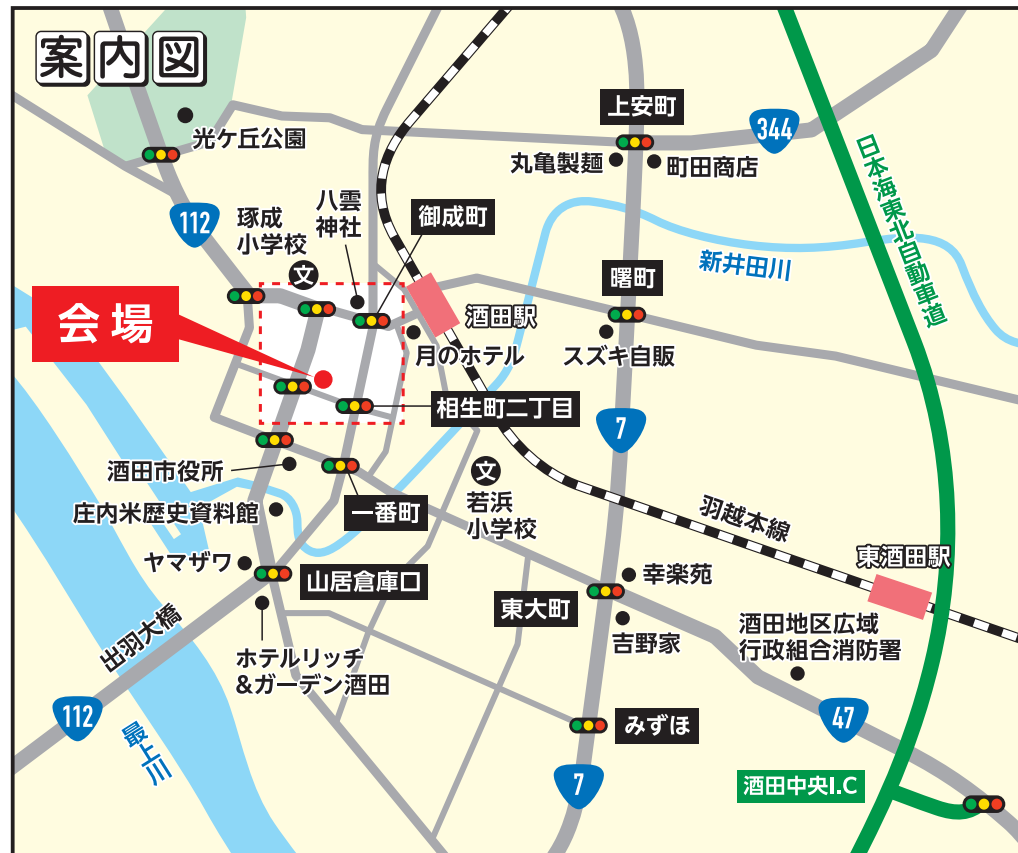 案内図
上安町
344
光ケ丘公園
丸亀製麺
町田商店
日本海東北自動車道
八雲
神社
112
琢成
小学校
御成町
文
新井田川
曙町
会場
酒田駅
月のホテル
スズキ自販
相生町二丁目
7
酒田市役所
文
若浜
小学校
庄内米歴史資料館
一番町
羽越本線
ヤマザワ
山居倉庫口
東酒田駅
幸楽苑
東大町
吉野家
酒田地区広域
行政組合消防署
出羽大橋
ホテルリッチ
&ガーデン酒田
112
最上川
みずほ
47
7
酒田中央I.C